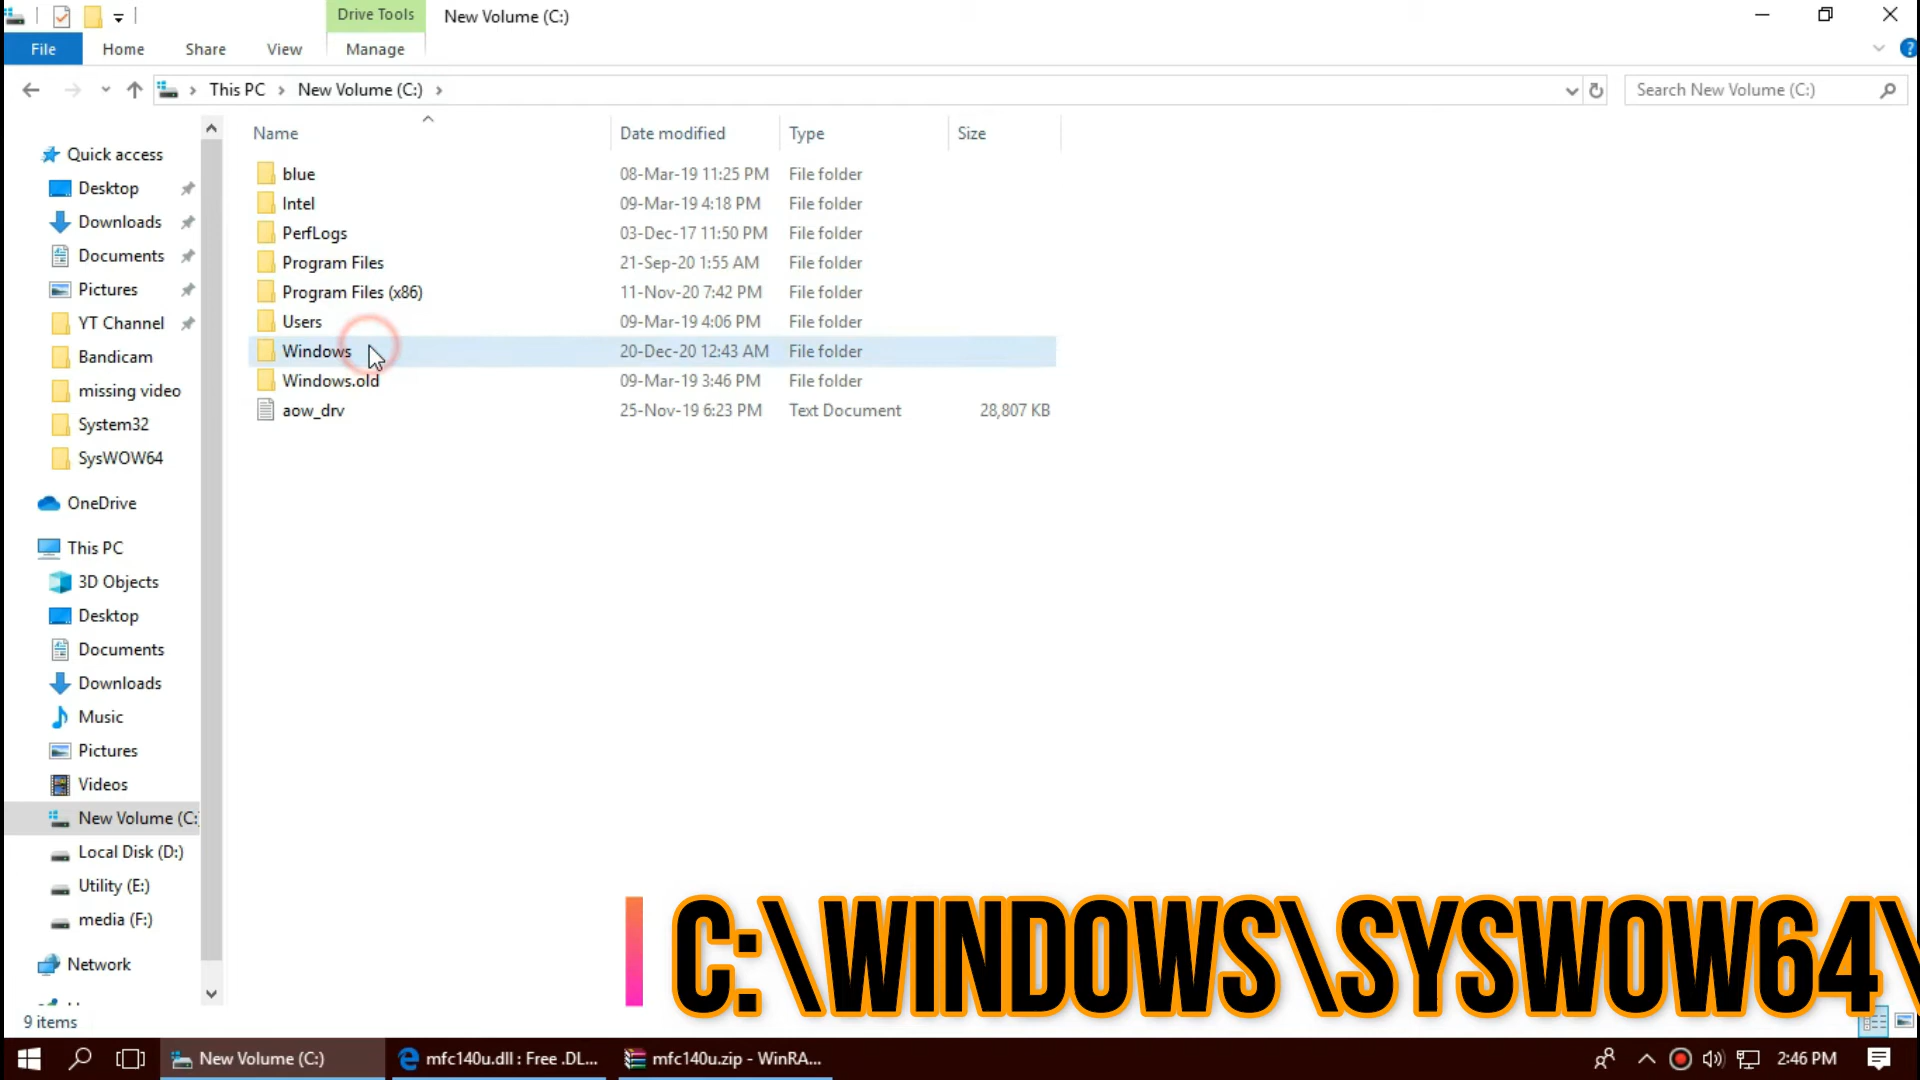 Drive Tools
New Volume (C:)
File
Home
Share
View
Manage
This PC
New Volume (C:)
Search New Volume (C:)
Name
Date modified
Type
Size
blue
08-Mar-19 11:25 PM
File folder
Intel
09-Mar-19 4:18 PM
File folder
PerfLogs
03-Dec-17 11:50 PM
File folder
Program Files
21-Sep-20 1:55 AM
File folder
Program Files (x86)
11-Nov-20 7:42 PM
File folder
Users
09-Mar-19 4:06 PM
File folder
Windows
20-Dec-20 12:43 AM
File folder
Windows.old
09-Mar-19 3:46 PM
File folder
aow_drv
25-Nov-19 6:23 PM
Text Document
28,807 KB
Quick access
Desktop
Downloads
Documents
Pictures
YT Channel
Bandicam
missing video
System32
SysWOW64
OneDrive
This PC
3D Objects
Desktop
Documents
Downloads
Music
Pictures
Videos
New Volume (C:
Local Disk (D:)
Utility (E:)
media (F:)
Network
9 items
C:\WINDOWS\SYSWOW64\
New Volume (C:)
mfc140u.dll : Free .DL...
mfc140u.zip - WinRA...
2:46 PM